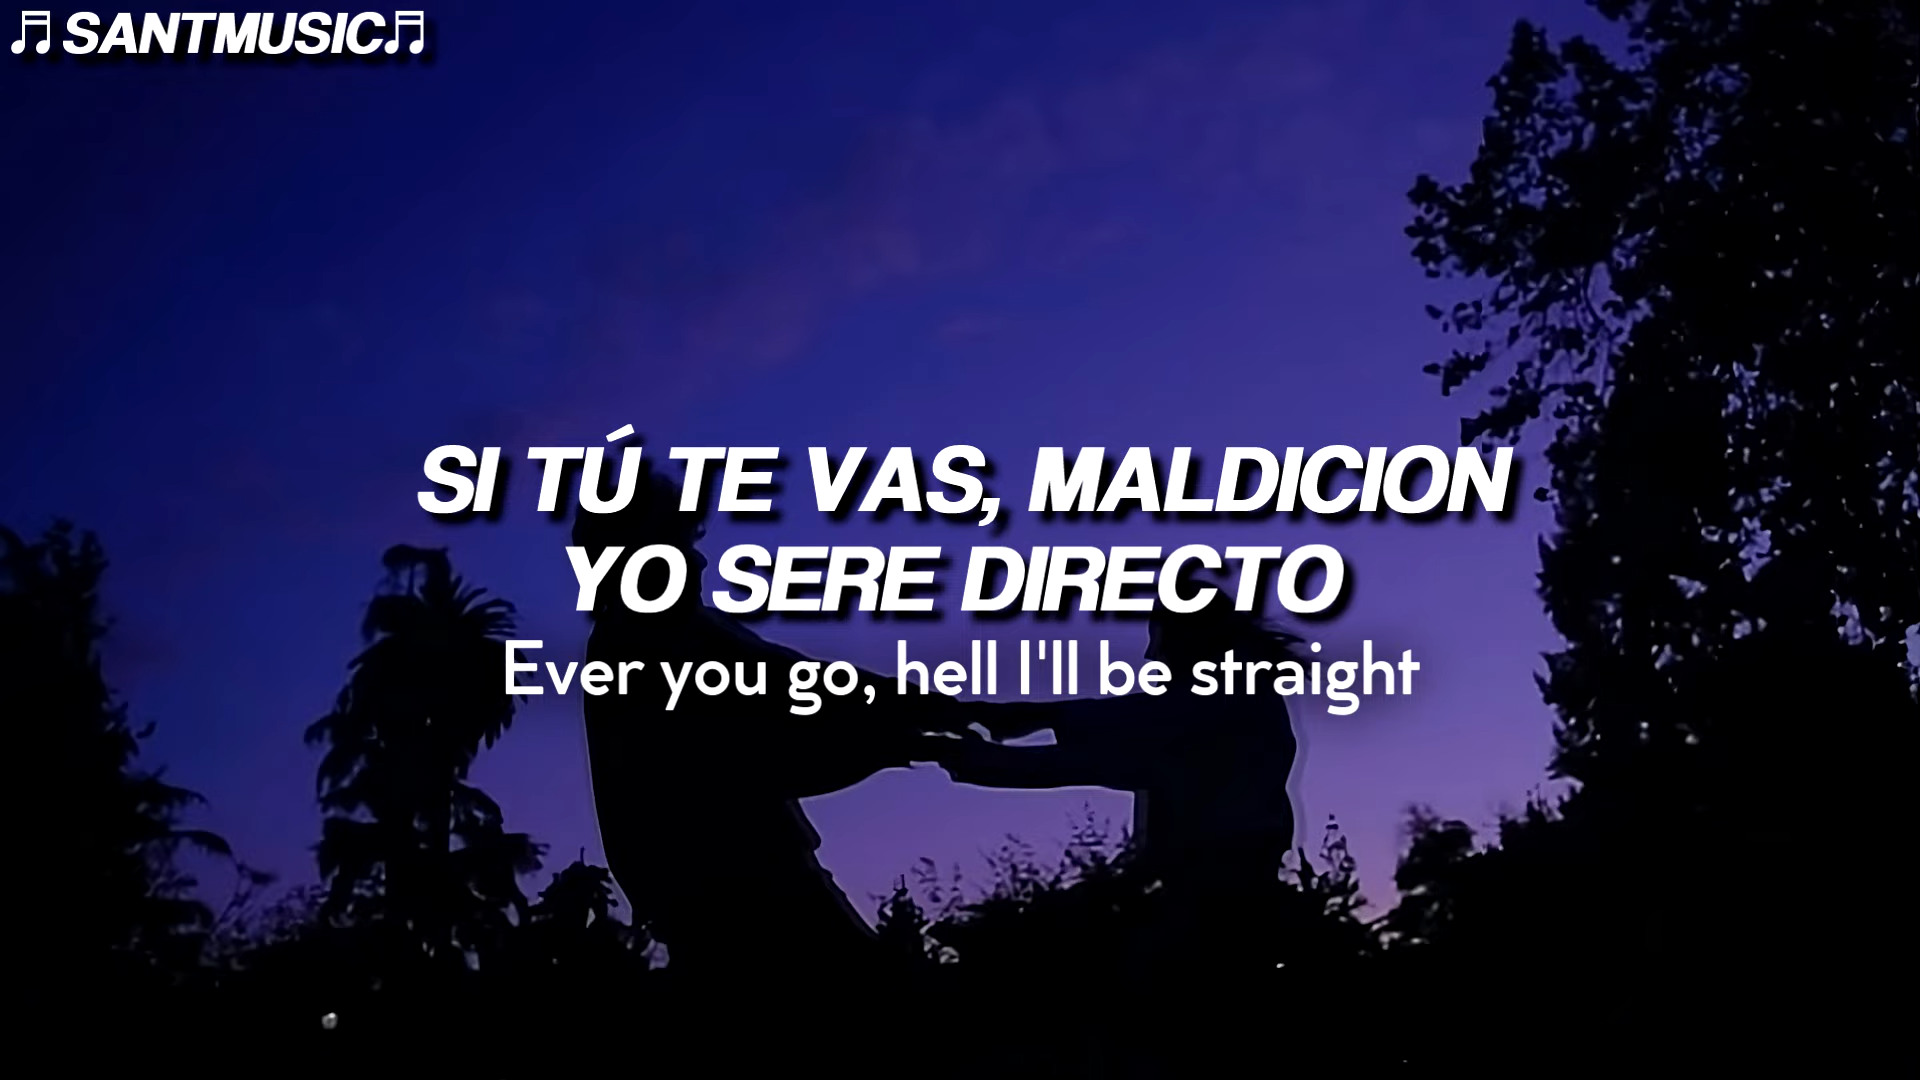 ♬SANTMUSIC♬
SI TÚ TE VAS, MALDICION
YO SERE DIRECTO
Ever you go, hell I'll be straight